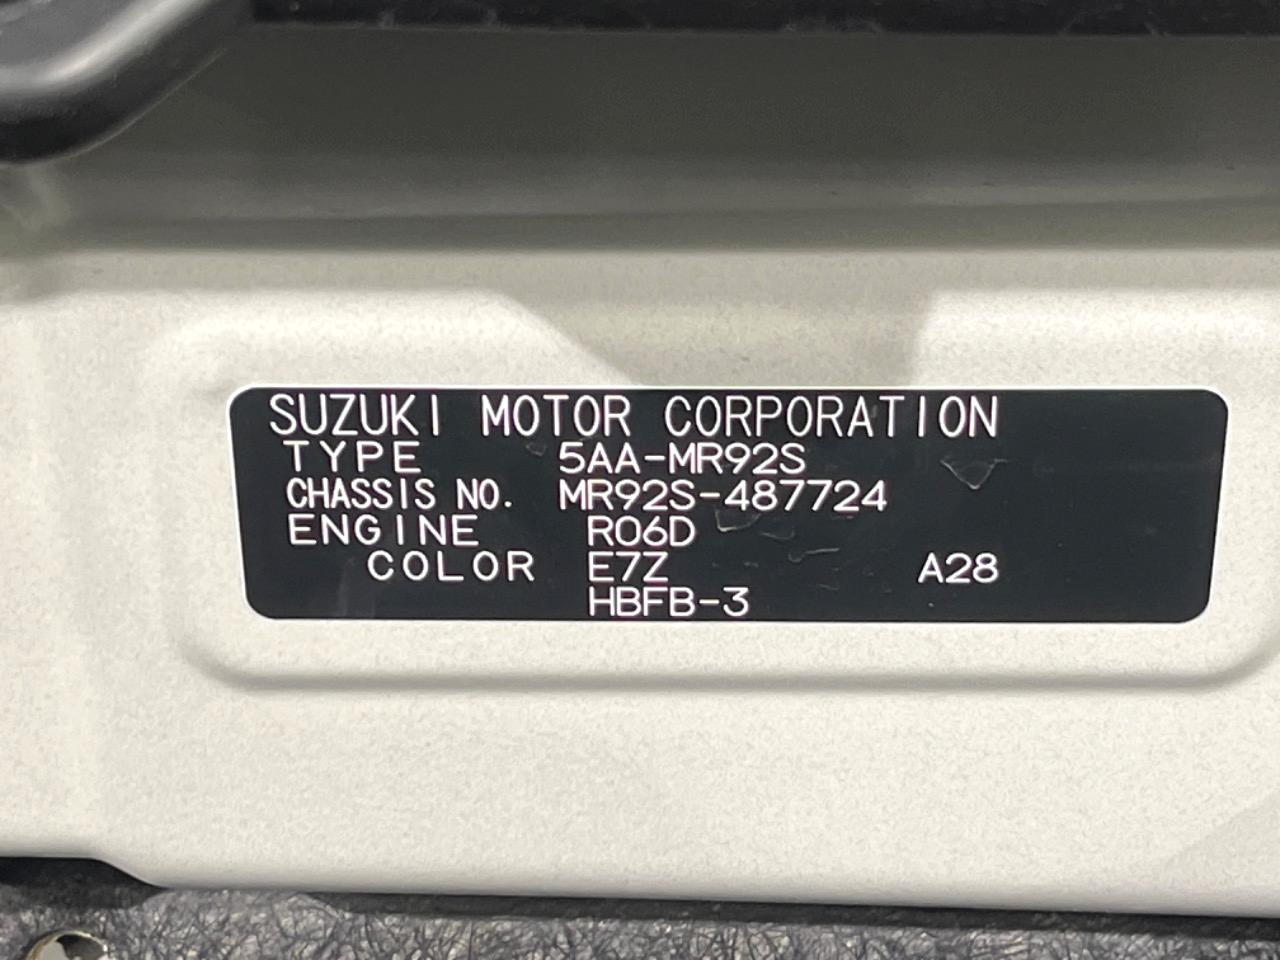 SUZUKI MOTOR CORPORATION
TYPE 5AA-MR92S
CHASSIS NO. MR92S-487724
ENGINE R06D
COLOR E7Z A28
HBFB-3